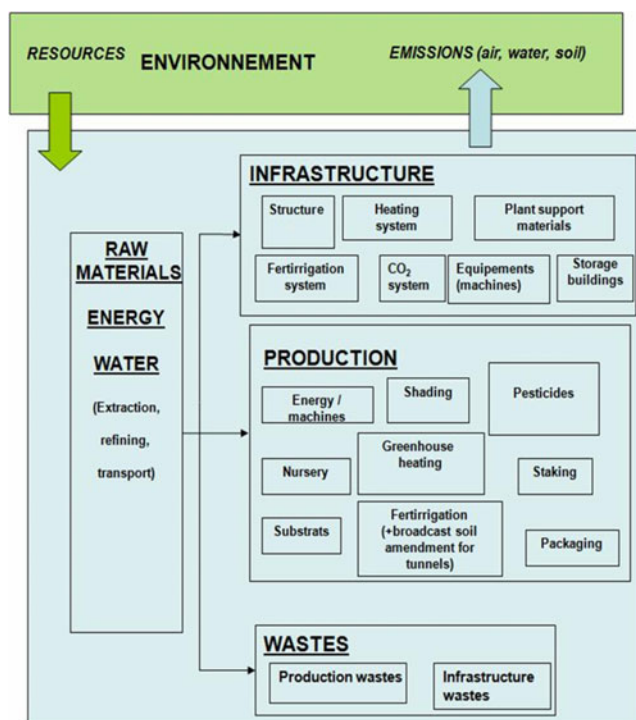 RESOURCES
ENVIRONNEMENT
EMISSIONS (air, water, soil)
RAW
MATERIALS
ENERGY
WATER
(Extraction,
refining,
transport)
INFRASTRUCTURE
Structure
Heating
system
Plant support
materials
Fertirrigation
system
CO₂
system
Equipements
(machines)
Storage
buildings
PRODUCTION
Energy /
machines
Shading
Pesticides
Nursery
Greenhouse
heating
Staking
Substrats
Fertirrigation
(+broadcast soil
amendment for
tunnels)
Packaging
WASTES
Production wastes
Infrastructure
wastes